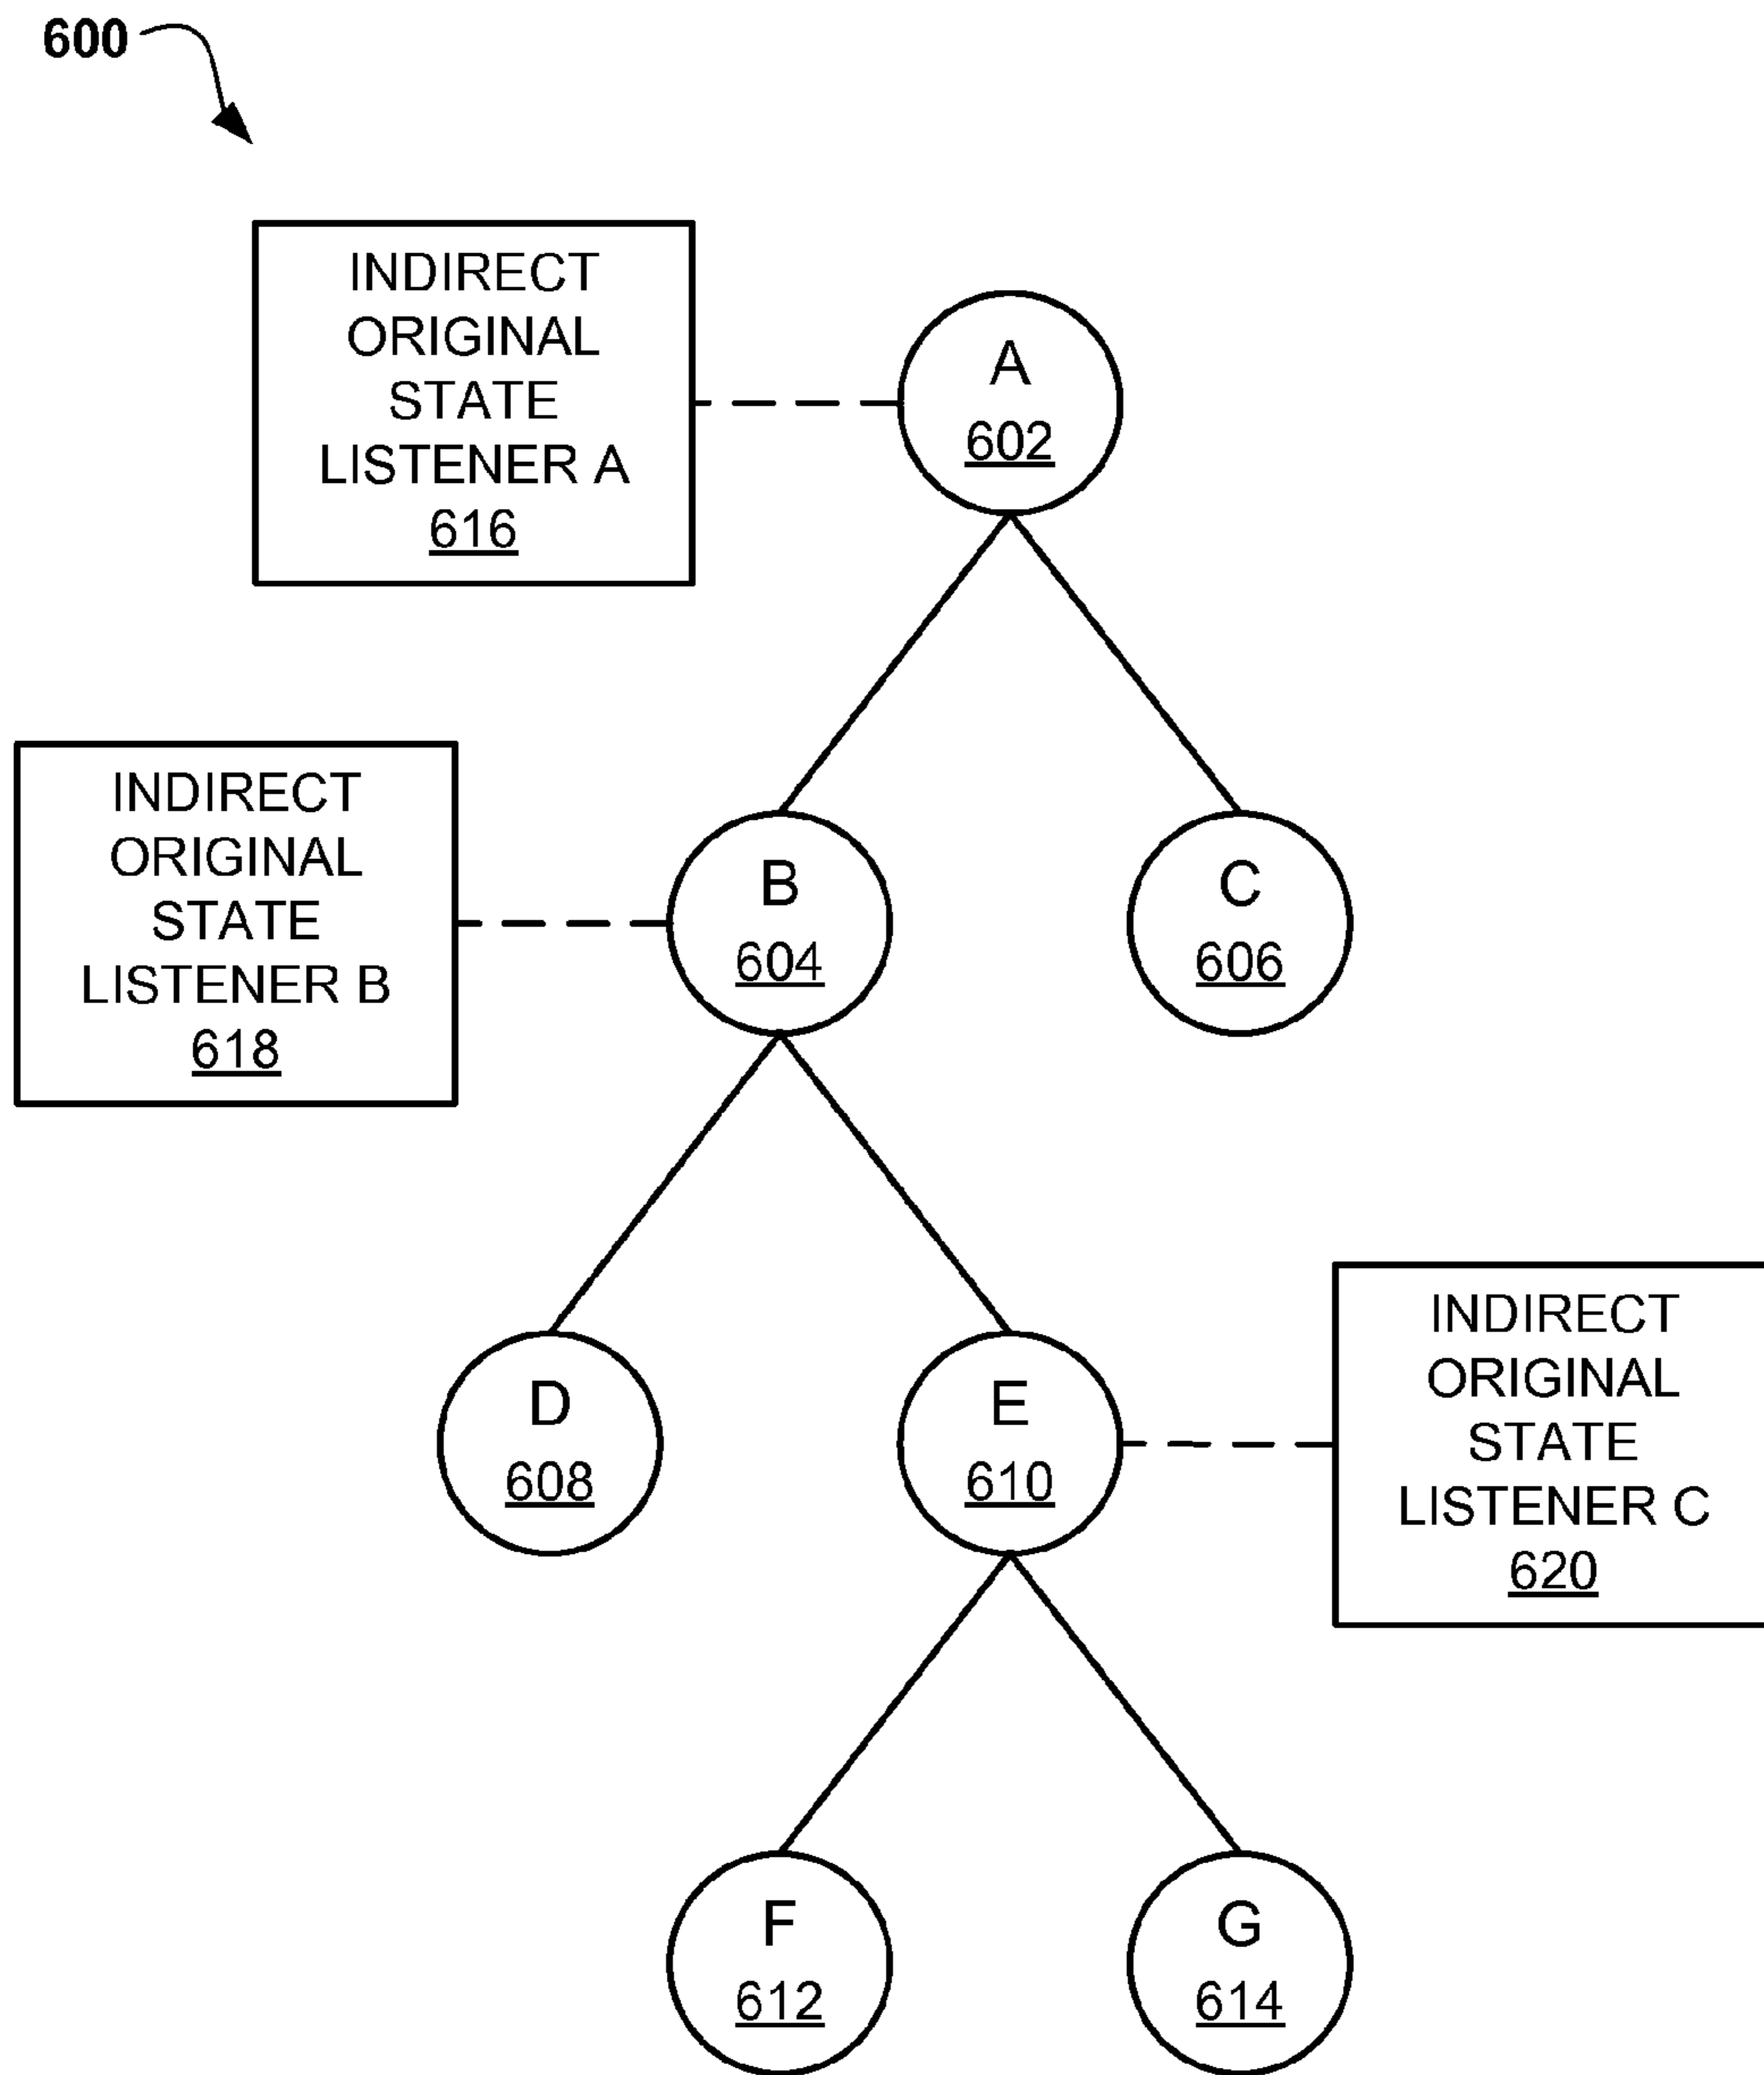 600
INDIRECT
ORIGINAL
STATE
LISTENER A
616
A
602
INDIRECT
ORIGINAL
STATE
LISTENER B
618
B
604
C
606
D
608
E
610
INDIRECT
ORIGINAL
STATE
LISTENER C
620
F
612
G
614